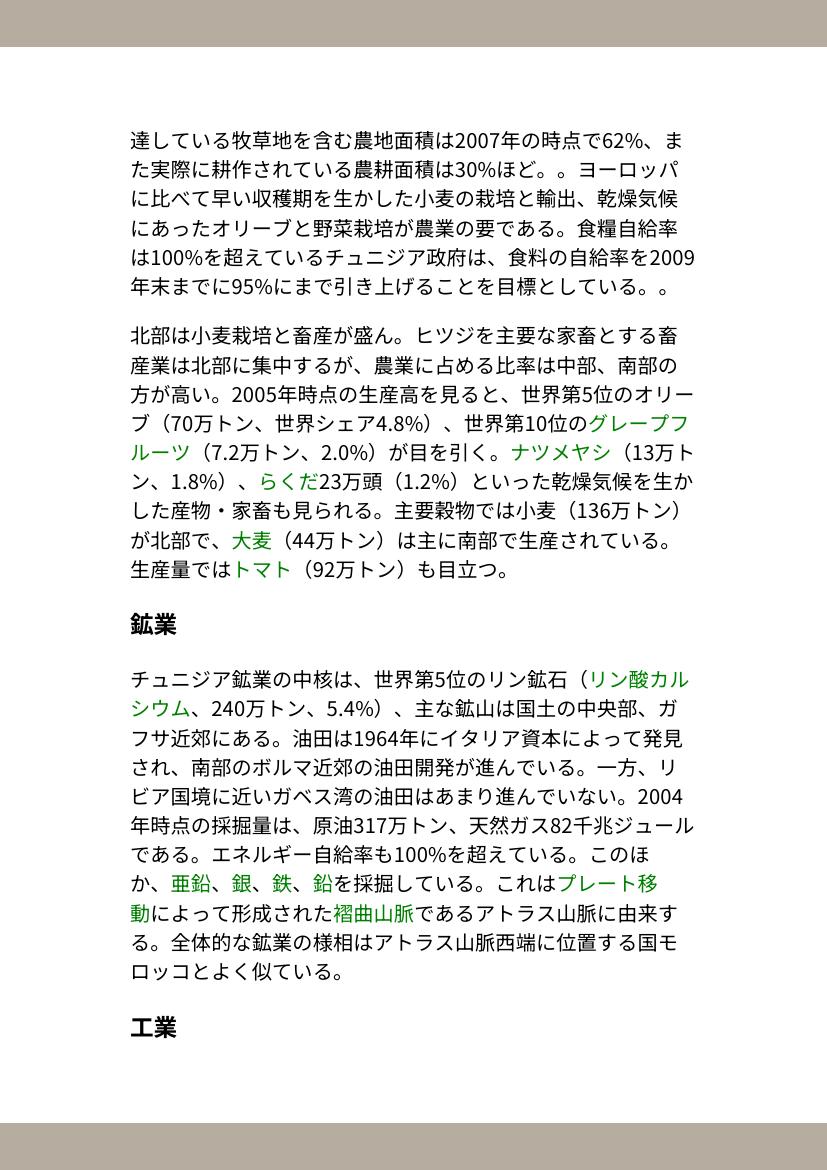 達している牧草地を含む農地面積は2007年の時点で62%、ま
た実際に耕作されている農耕面積は30%ほど。。ヨーロッパ
に比べて早い収穫期を生かした小麦の栽培と輸出、乾燥気候
にあったオリーブと野菜栽培が農業の要である。食糧自給率
は100%を超えているチュニジア政府は、食料の自給率を2009
年末までに95%にまで引き上げることを目標としている。。
北部は小麦栽培と畜産が盛ん。ヒツジを主要な家畜とする畜
産業は北部に集中するが、農業に占める比率は中部、南部の
方が高い。2005年時点の生産高を見ると、世界第5位のオリー
ブ（70万トン、世界シェア4.8%）、世界第10位のグレープフ
ルーツ（7.2万トン、2.0%）が目を引く。ナツメヤシ（13万ト
ン、1.8%）、らくだ23万頭（1.2%）といった乾燥気候を生か
した産物・家畜も見られる。主要穀物では小麦（136万トン）
が北部で、大麦（44万トン）は主に南部で生産されている。
生産量ではトマト（92万トン）も目立つ。
鉱業
チュニジア鉱業の中核は、世界第5位のリン鉱石（リン酸カル
シウム、240万トン、5.4%）、主な鉱山は国土の中央部、ガ
フサ近郊にある。油田は1964年にイタリア資本によって発見
され、南部のボルマ近郊の油田開発が進んでいる。一方、リ
ビア国境に近いガベス湾の油田はあまり進んでいない。2004
年時点の採掘量は、原油317万トン、天然ガス82千兆ジュール
である。エネルギー自給率も100%を超えている。このほ
か、亜鉛、銀、鉄、鉛を採掘している。これはプレート移
動によって形成された褶曲山脈であるアトラス山脈に由来す
る。全体的な鉱業の様相はアトラス山脈西端に位置する国モ
ロッコとよく似ている。
工業